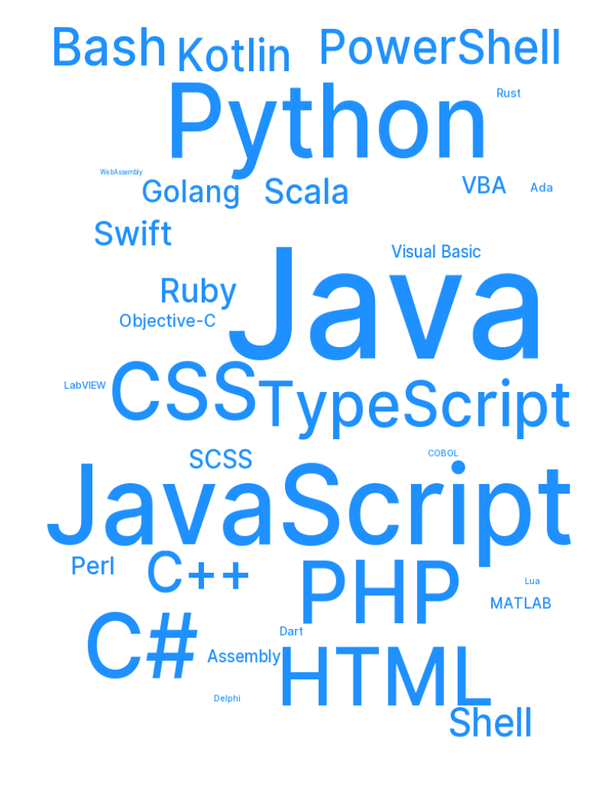 Bash Kotlin PowerShell
Python
Rust
WebAssembly
Golang Scala VBA Ada
Swift
Visual Basic
Java
Ruby
Objective-C
LabVIEW CSS TypeScript
SCSS COBOL
JavaScript
Perl C++ PHP
Lua
MATLAB
C# Dart
Assembly HTML
Delphi
Shell